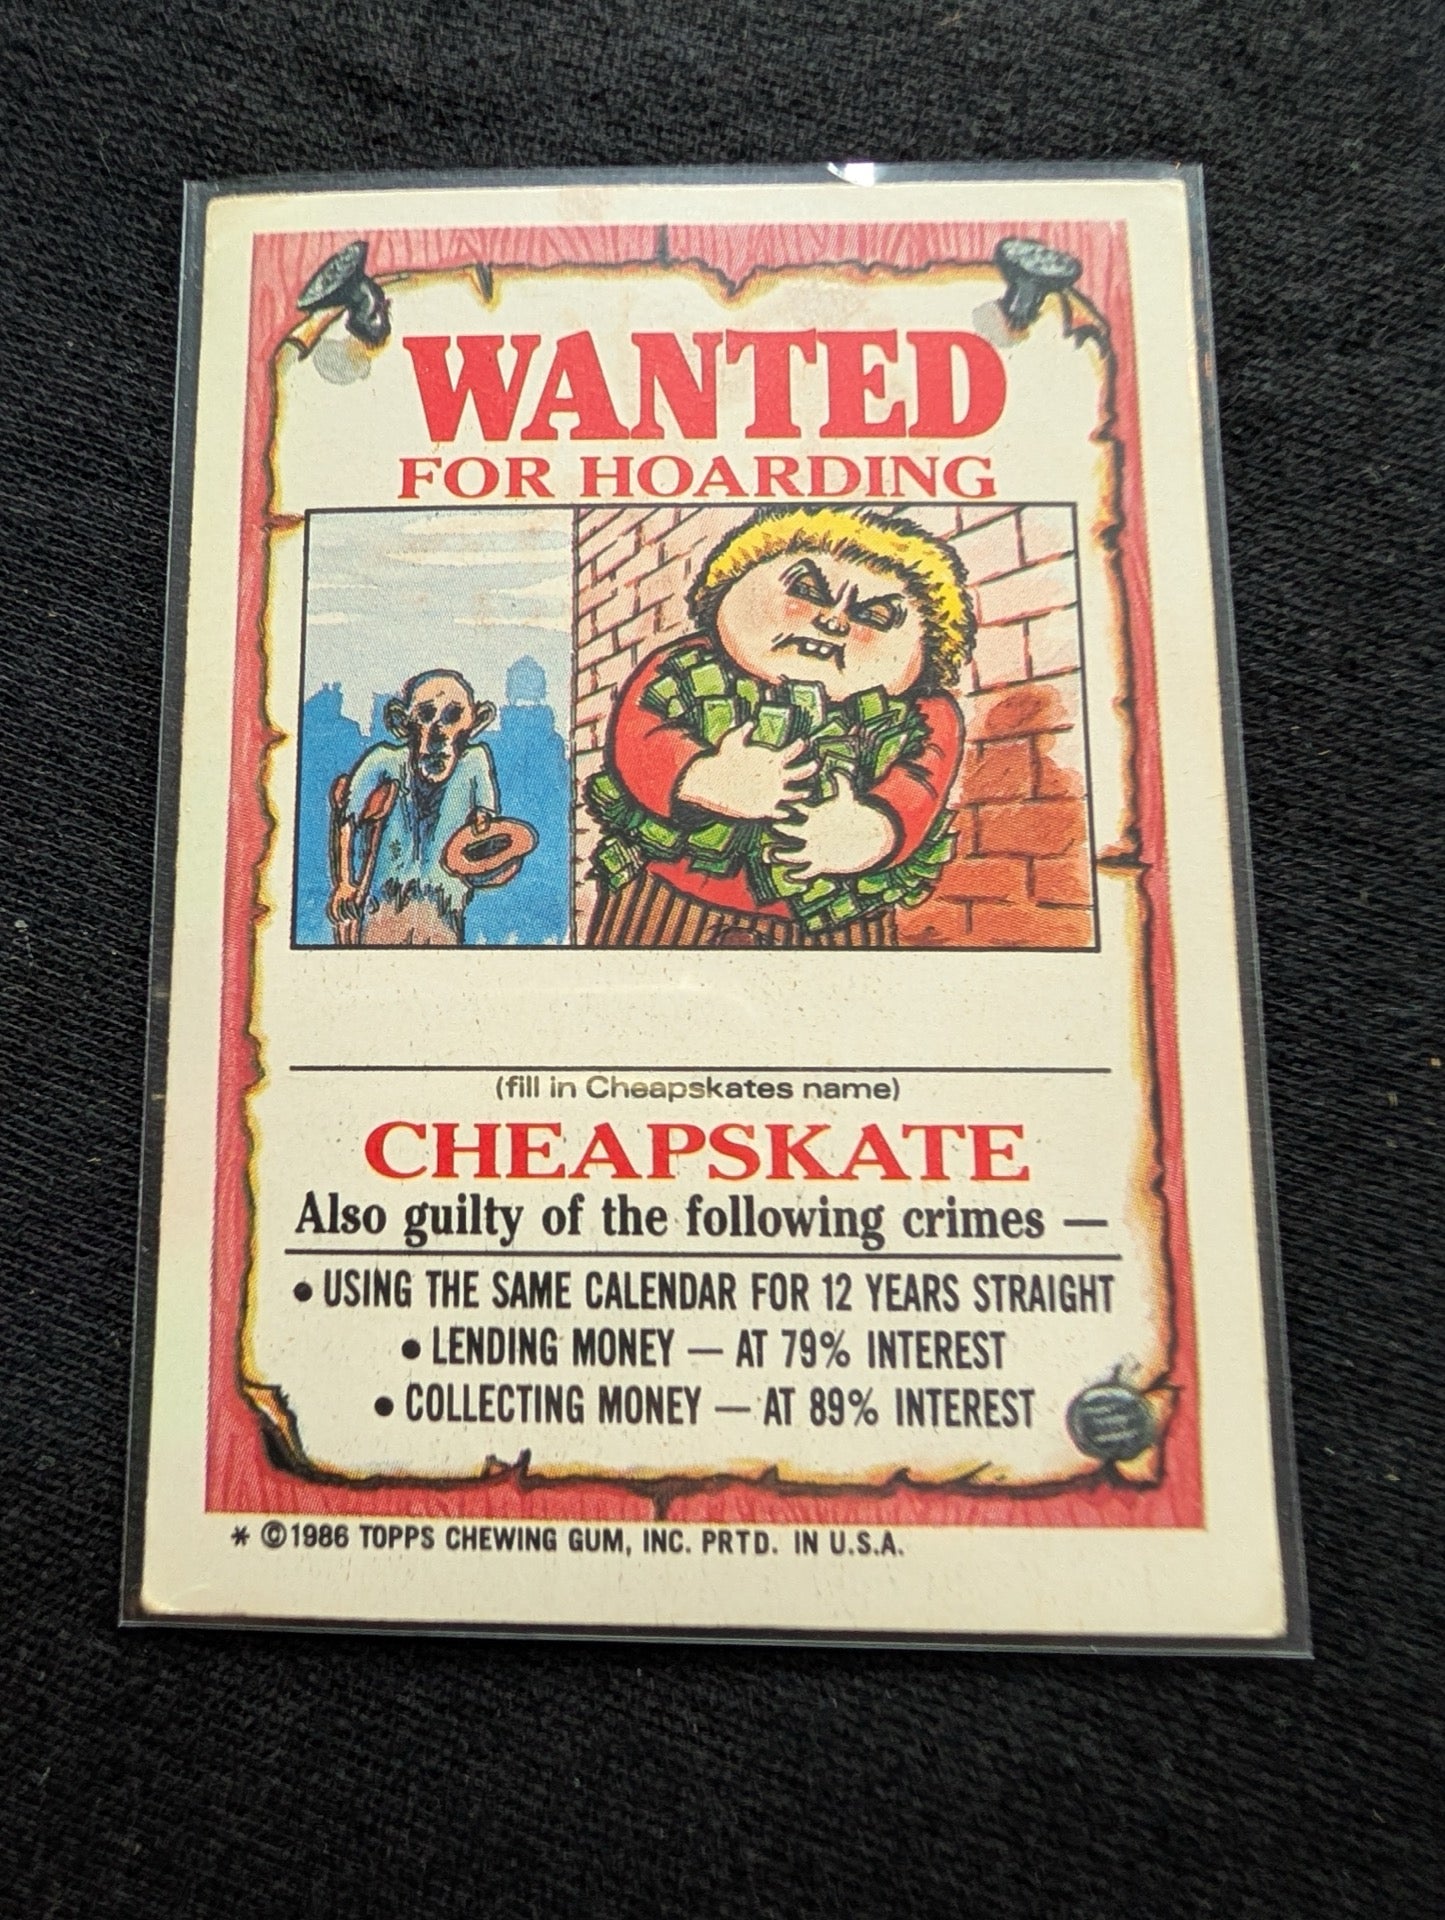 WANTED
FOR HOARDING
(fill in Cheapskates name)
CHEAPSKATE
Also guilty of the following crimes —
• USING THE SAME CALENDAR FOR 12 YEARS STRAIGHT
• LENDING MONEY — AT 79% INTEREST
• COLLECTING MONEY — AT 89% INTEREST
* ©1986 TOPPS CHEWING GUM, INC. PRTD. IN U.S.A.